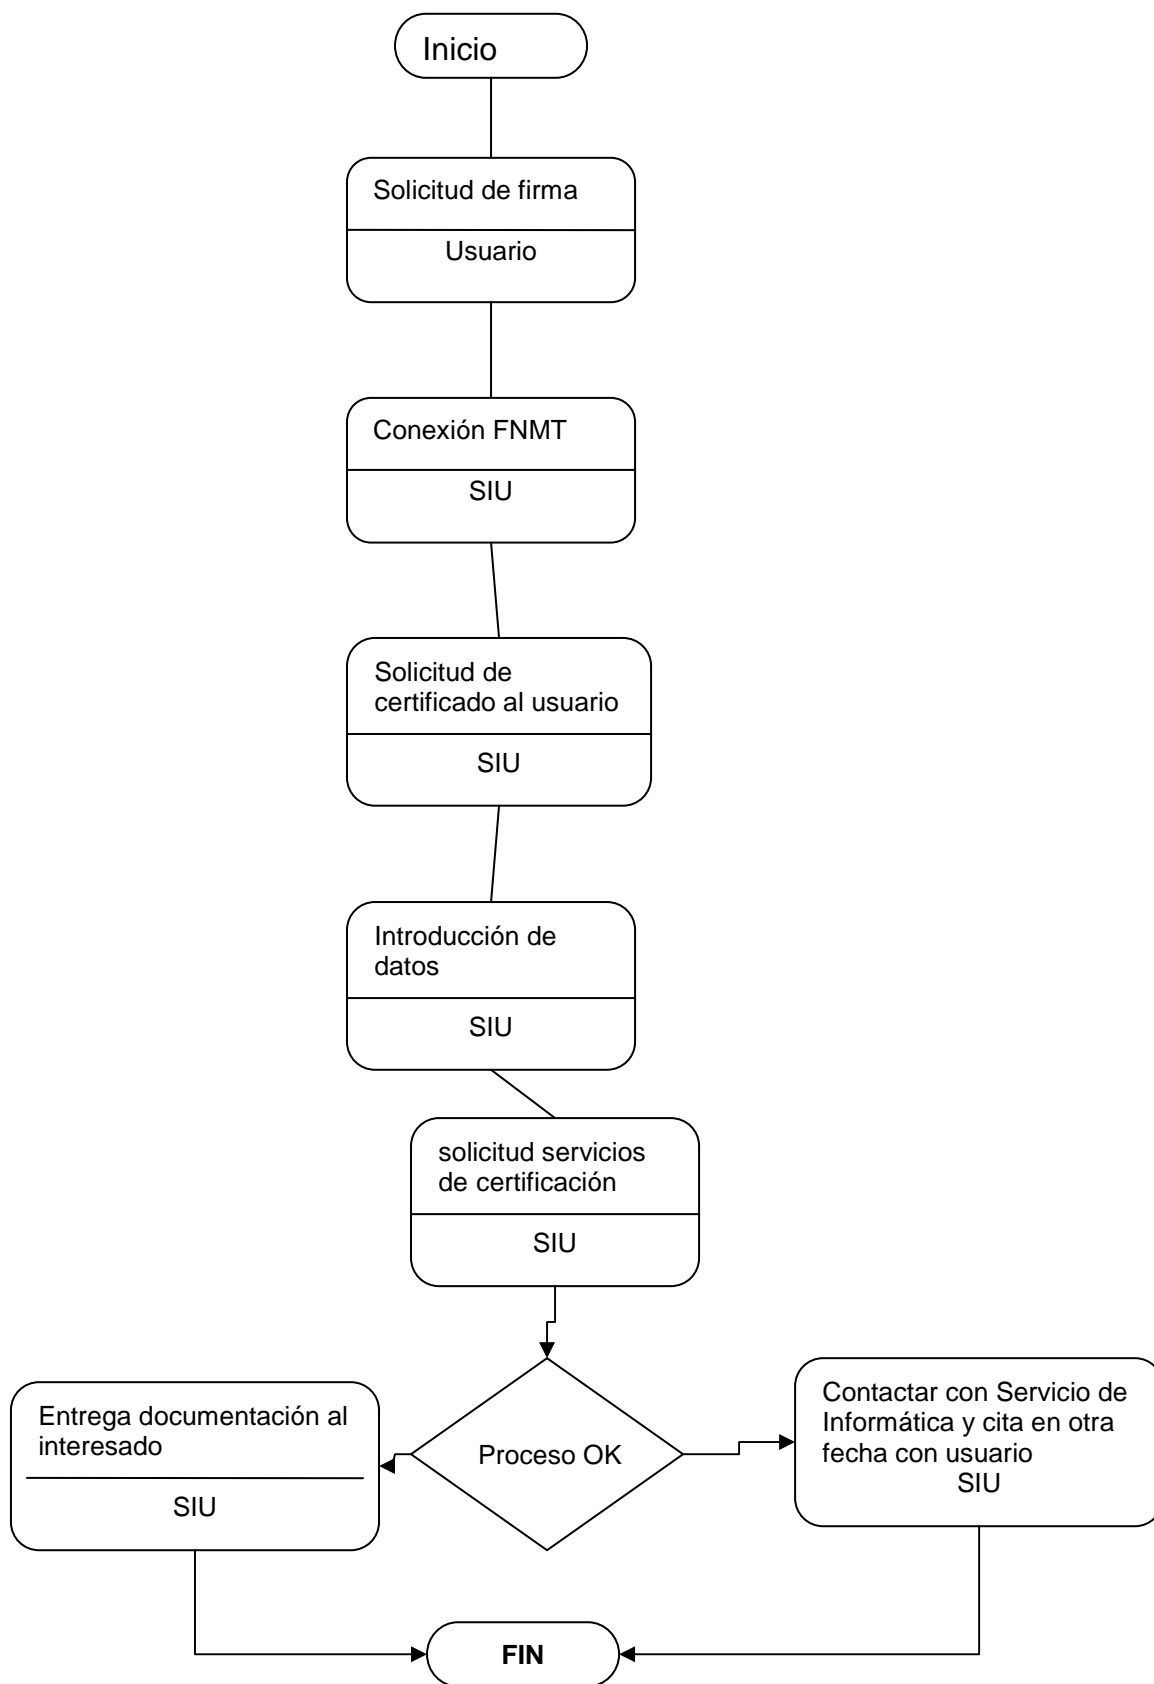 Inicio
Solicitud de firma
Usuario
Conexión FNMT
SIU
Solicitud de
certificado al usuario
SIU
Introducción de
datos
SIU
solicitud servicios
de certificación
SIU
Proceso OK
Entrega documentación al
interesado
SIU
Contactar con Servicio de
Informática y cita en otra
fecha con usuario
SIU
FIN